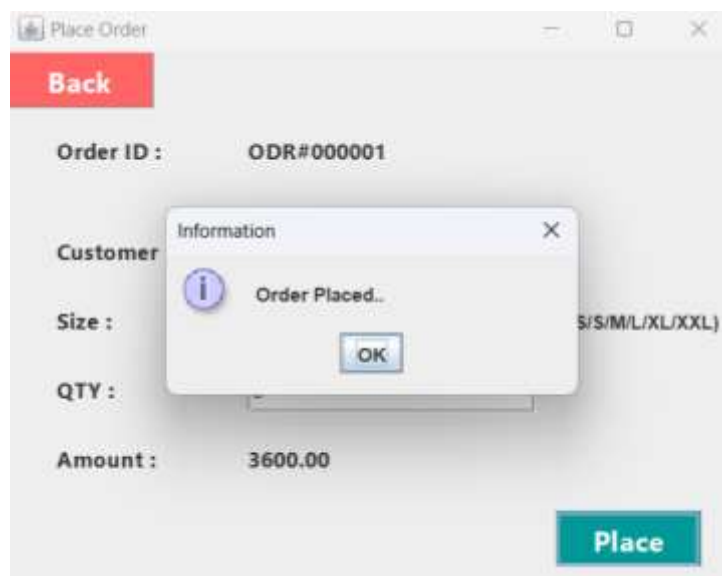 Place Order
Back
Order ID : ODR#000001
Information
Customer
Order Placed..
Size : S/S/M/L/XL/XXL)
OK
QTY :
Amount : 3600.00
Place